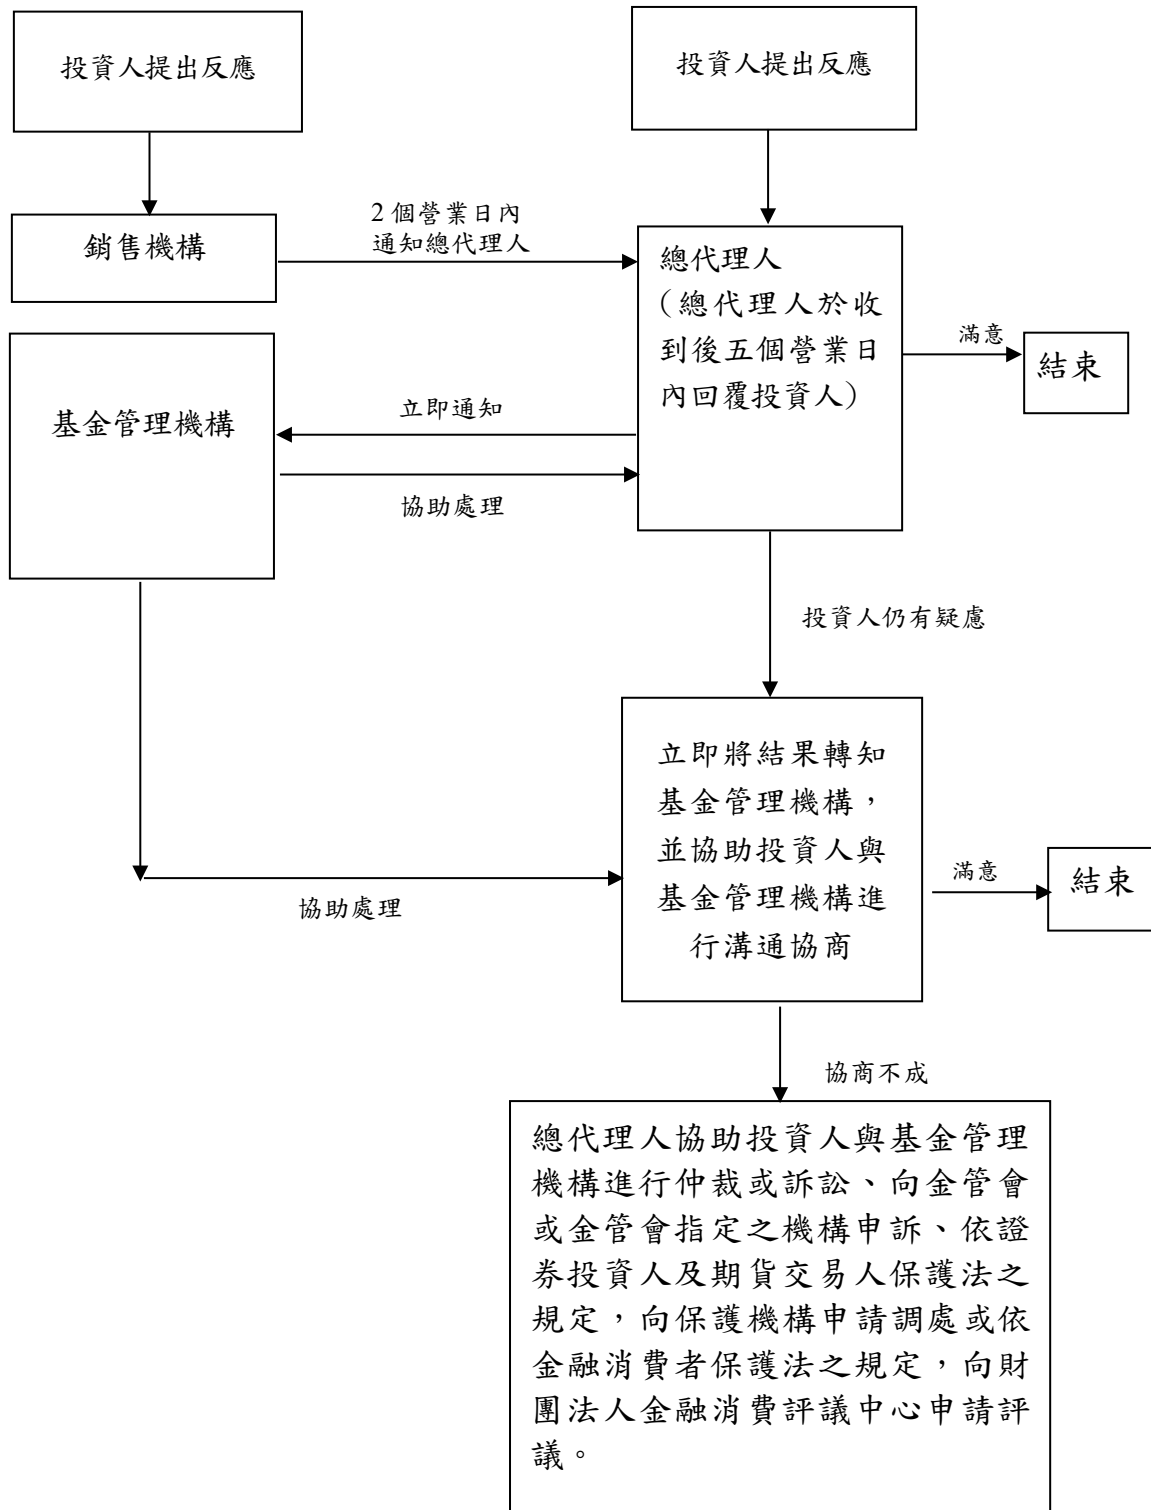 投資人提出反應
投資人提出反應
銷售機構
2 個營業日內
通知總代理人
總代理人
（總代理人於收
到後五個營業日
內回覆投資人）
滿意
結束
基金管理機構
立即通知
協助處理
投資人仍有疑慮
立即將結果轉知
基金管理機構，
並協助投資人與
基金管理機構進
行溝通協商
滿意
結束
協助處理
協商不成
總代理人協助投資人與基金管理
機構進行仲裁或訴訟、向金管會
或金管會指定之機構申訴、依證
券投資人及期貨交易人保護法之
規定，向保護機構申請調處或依
金融消費者保護法之規定，向財
團法人金融消費評議中心申請評
議。